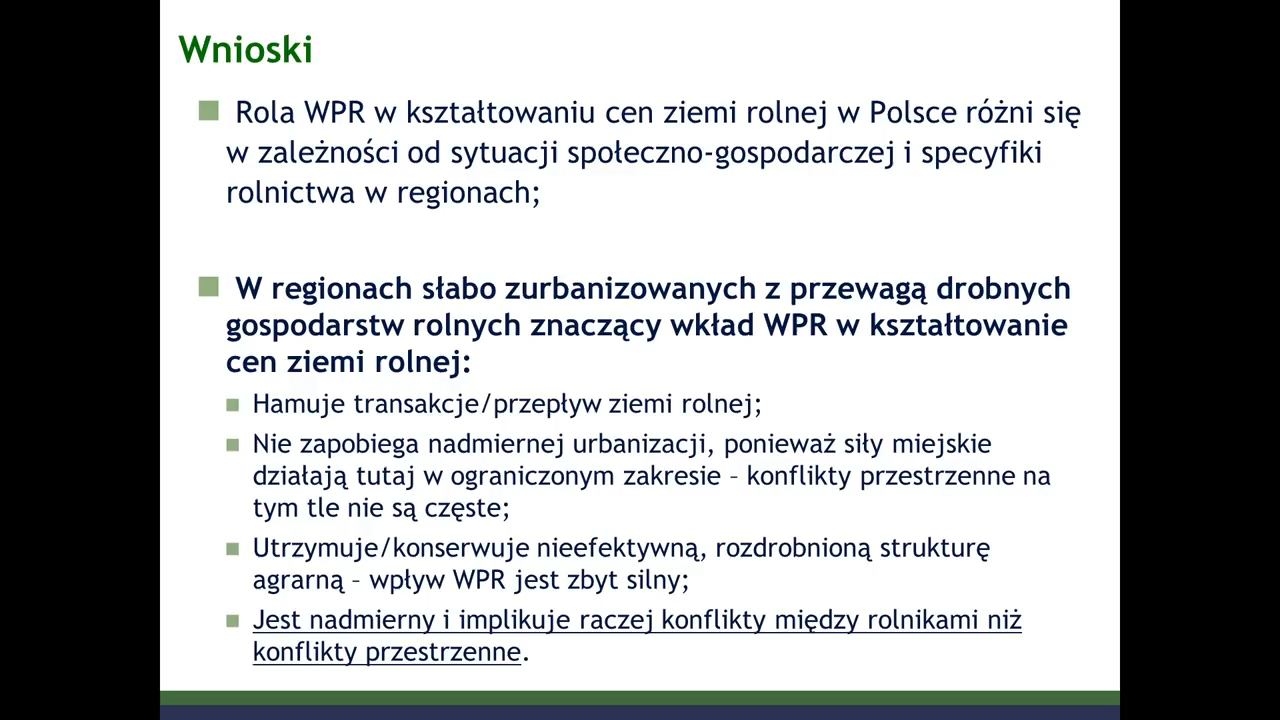 Wnioski
Rola WPR w kształtowaniu cen ziemi rolnej w Polsce różni się
w zależności od sytuacji społeczno-gospodarczej i specyfiki
rolnictwa w regionach;
W regionach słabo zurbanizowanych z przewagą drobnych
gospodarstw rolnych znaczący wkład WPR w kształtowanie
cen ziemi rolnej:
Hamuje transakcje/przepływ ziemi rolnej;
Nie zapobiega nadmiernej urbanizacji, ponieważ siły miejskie
działają tutaj w ograniczonym zakresie – konflikty przestrzenne na
tym tle nie są częste;
Utrzymuje/konserwuje nieefektywną, rozdrobnioną strukturę
agrarną – wpływ WPR jest zbyt silny;
Jest nadmierny i implikuje raczej konflikty między rolnikami niż
konflikty przestrzenne.